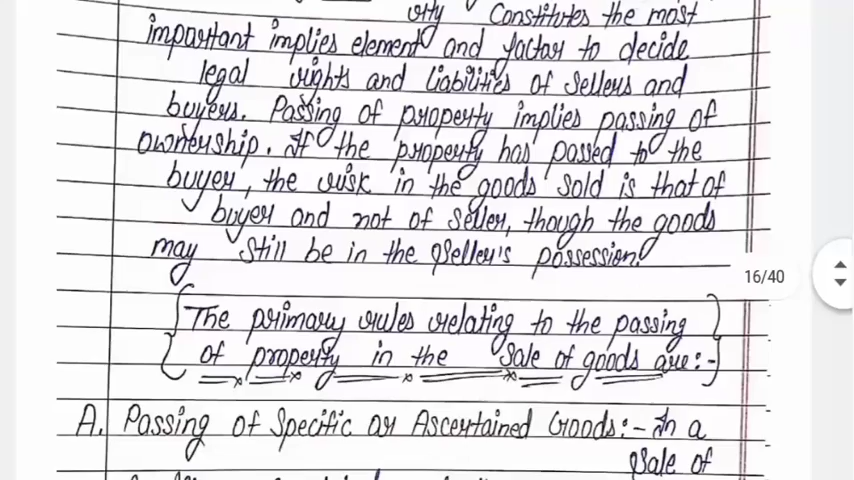 Constitutes the most
important implies element and factor to decide
legal rights and liabilities of sellers and
buyers. Passing of property implies passing of
ownership. If the property has passed to the
buyer, the risk in the goods sold is that of
buyer and not of seller, though the goods
may still be in the seller's possession.
16/40
The primary rules relating to the passing
of property in the Sale of goods are:-
A. Passing of Specific or Ascertained Goods:- In a
Sale of